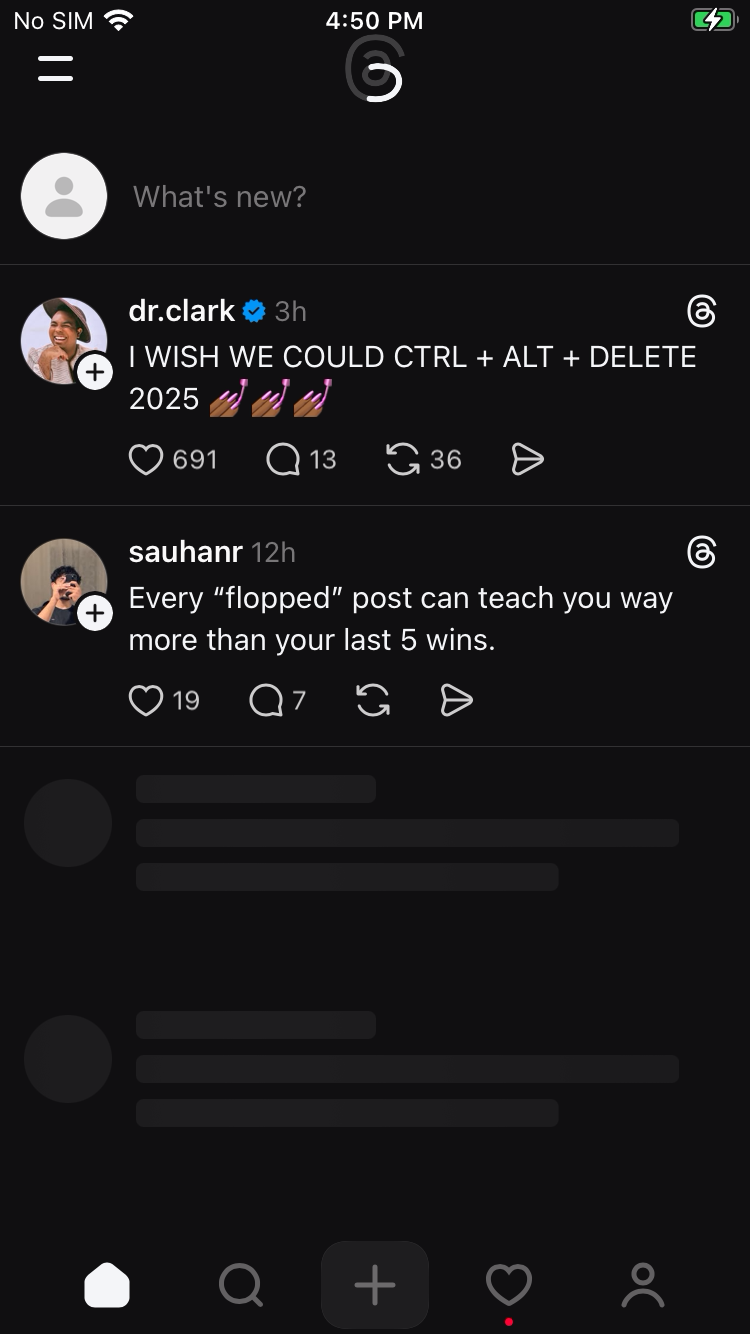 No SIM 4:50 PM
What's new?
dr.clark 3h
I WISH WE COULD CTRL + ALT + DELETE
2025 💅🏾💅🏾💅🏾
691 13 36
sauhanr 12h
Every “flopped” post can teach you way
more than your last 5 wins.
19 7